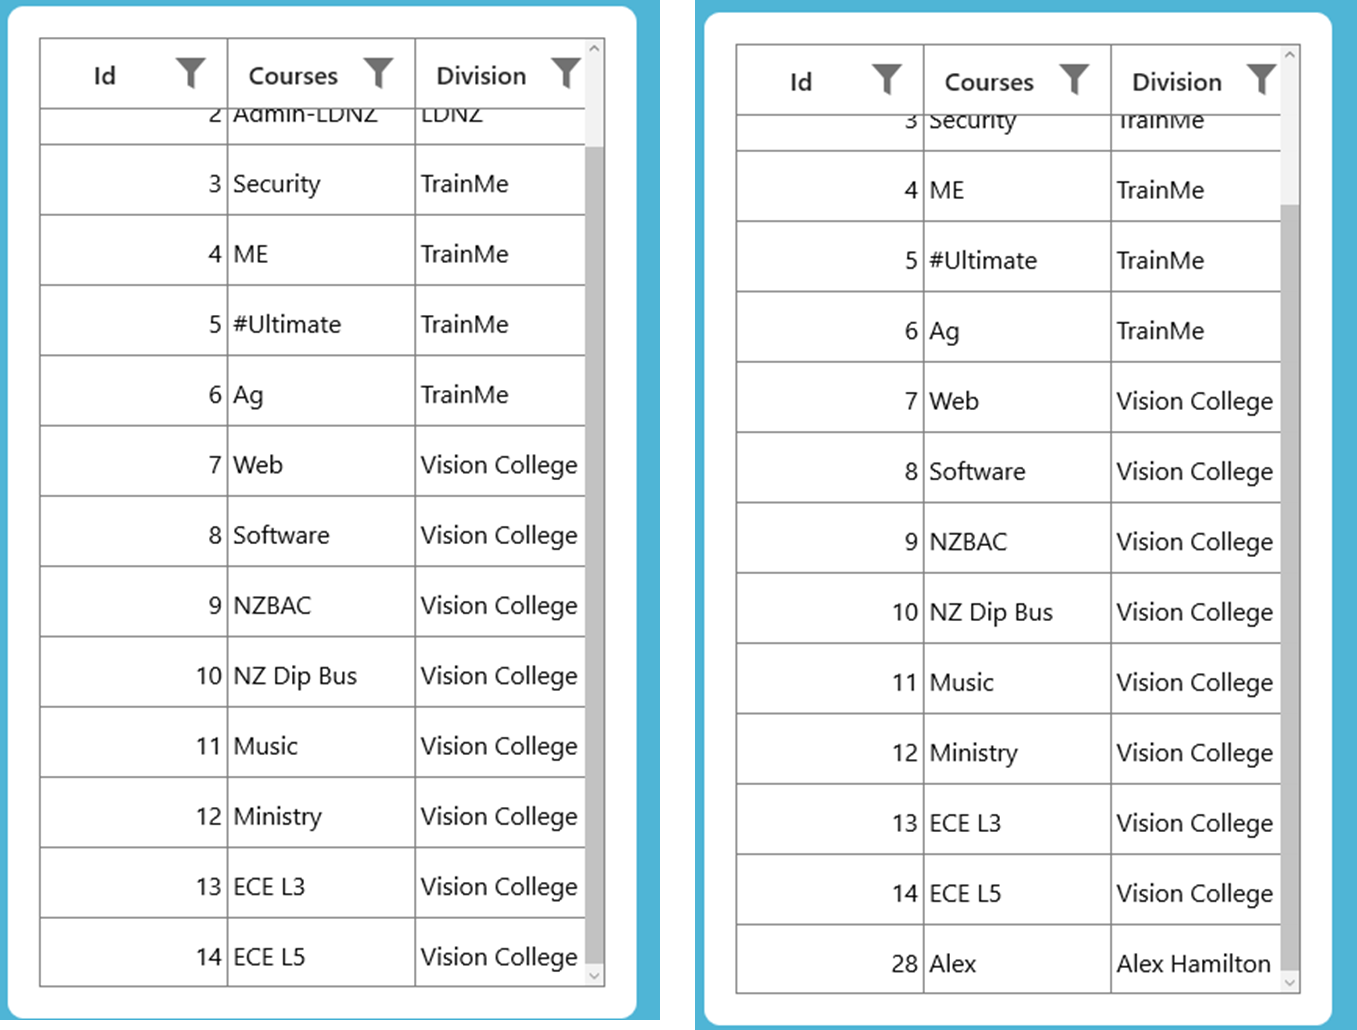 Id Courses Division
2 Admin-LDNZ LDNZ
3 Security TrainMe
4 ME TrainMe
5 #Ultimate TrainMe
6 Ag TrainMe
7 Web Vision College
8 Software Vision College
9 NZBAC Vision College
10 NZ Dip Bus Vision College
11 Music Vision College
12 Ministry Vision College
13 ECE L3 Vision College
14 ECE L5 Vision College
Id Courses Division
3 Security TrainMe
4 ME TrainMe
5 #Ultimate TrainMe
6 Ag TrainMe
7 Web Vision College
8 Software Vision College
9 NZBAC Vision College
10 NZ Dip Bus Vision College
11 Music Vision College
12 Ministry Vision College
13 ECE L3 Vision College
14 ECE L5 Vision College
28 Alex Alex Hamilton